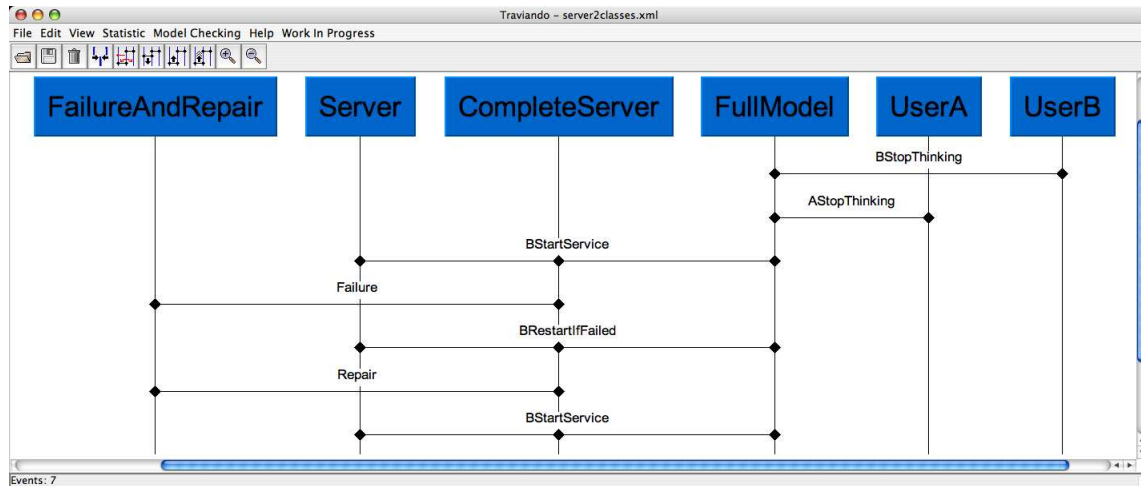 Traviando - server2classes.xml
File Edit View Statistic Model Checking Help Work In Progress
FailureAndRepair Server CompleteServer FullModel UserA UserB
BStopThinking
AStopThinking
BStartService
Failure
BRestartIfFailed
Repair
BStartService
Events: 7